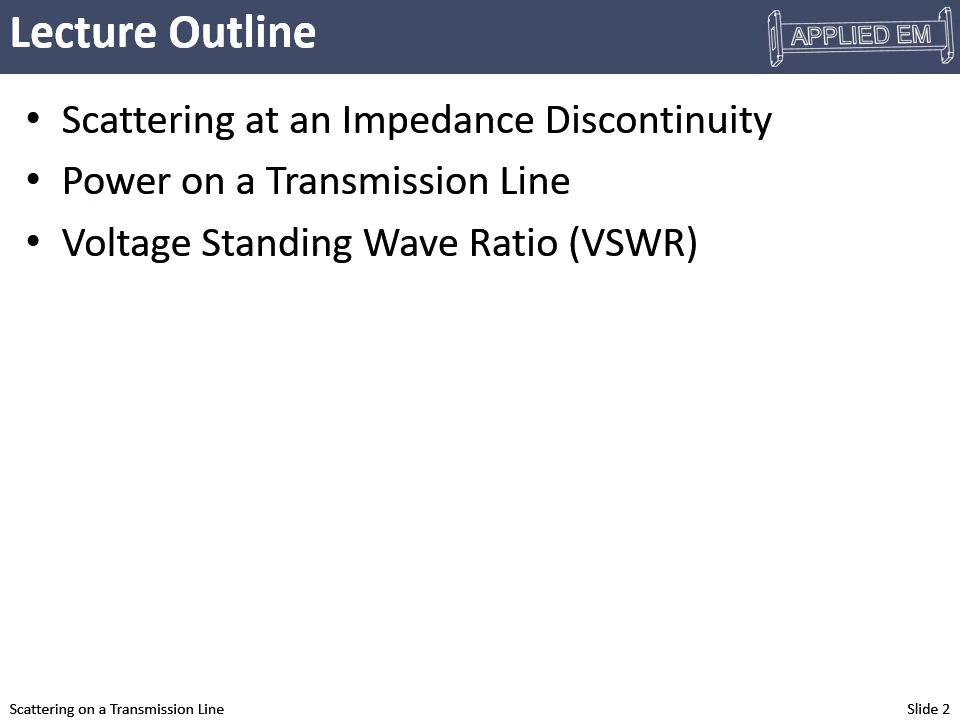 Lecture Outline
APPLIED EM
• Scattering at an Impedance Discontinuity
• Power on a Transmission Line
• Voltage Standing Wave Ratio (VSWR)
Scattering on a Transmission Line
Slide 2